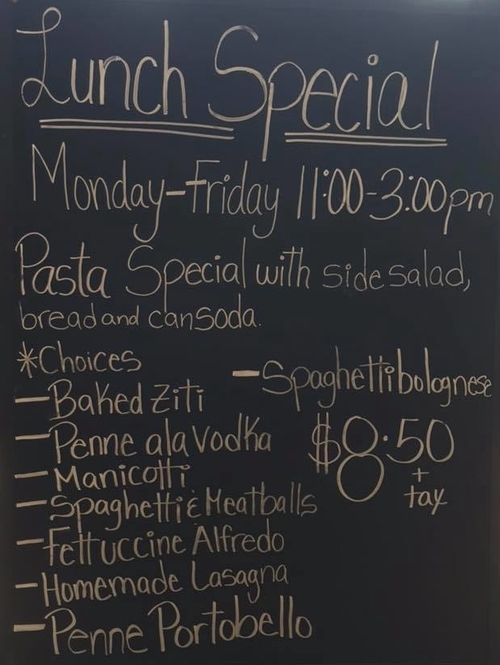 Lunch Special
Monday-Friday 11:00-3:00pm
Pasta Special with side salad,
bread and can Soda.
*Choices
- Baked Ziti
- Penne ala Vodka
- Manicotti
- Spaghetti & Meatballs
- Fettuccine Alfredo
- Homemade Lasagna
- Penne Portobello
- Spaghetti bolognese
$8.50
+
tax